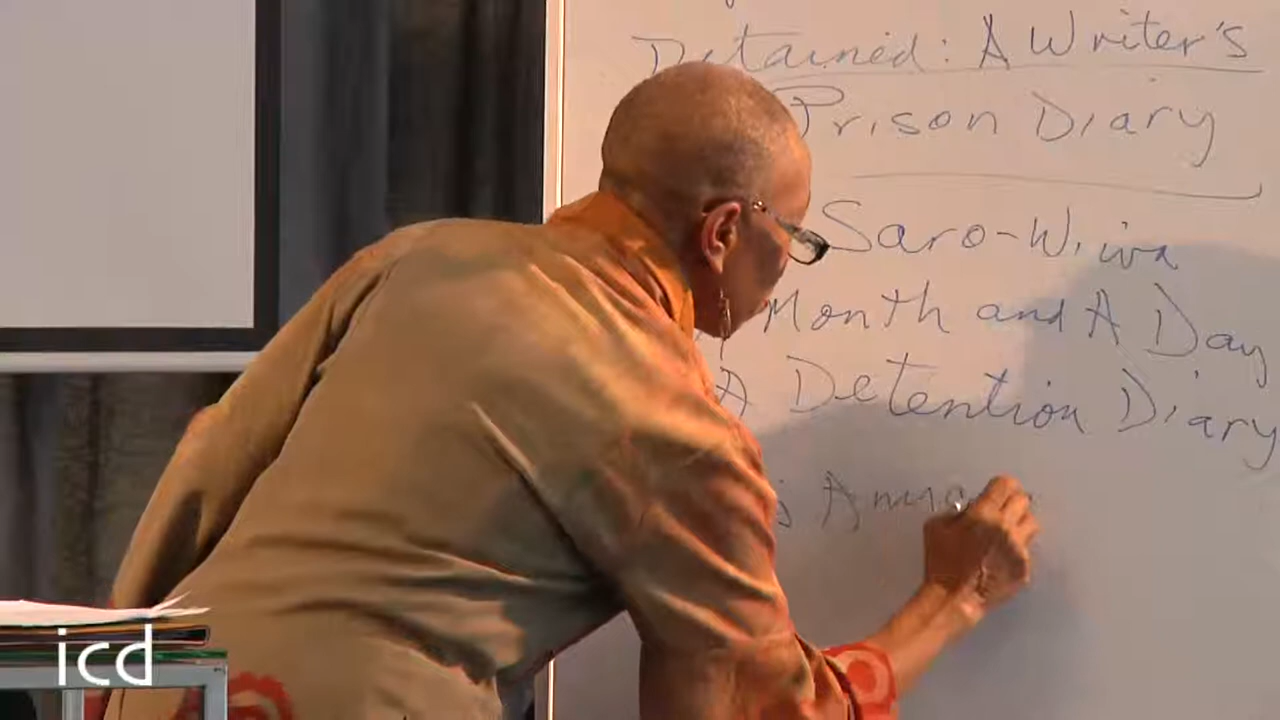 Detained: A Writer's
Prison Diary
Saro-Wiwa
Month and A Day
A Detention Diary
icd